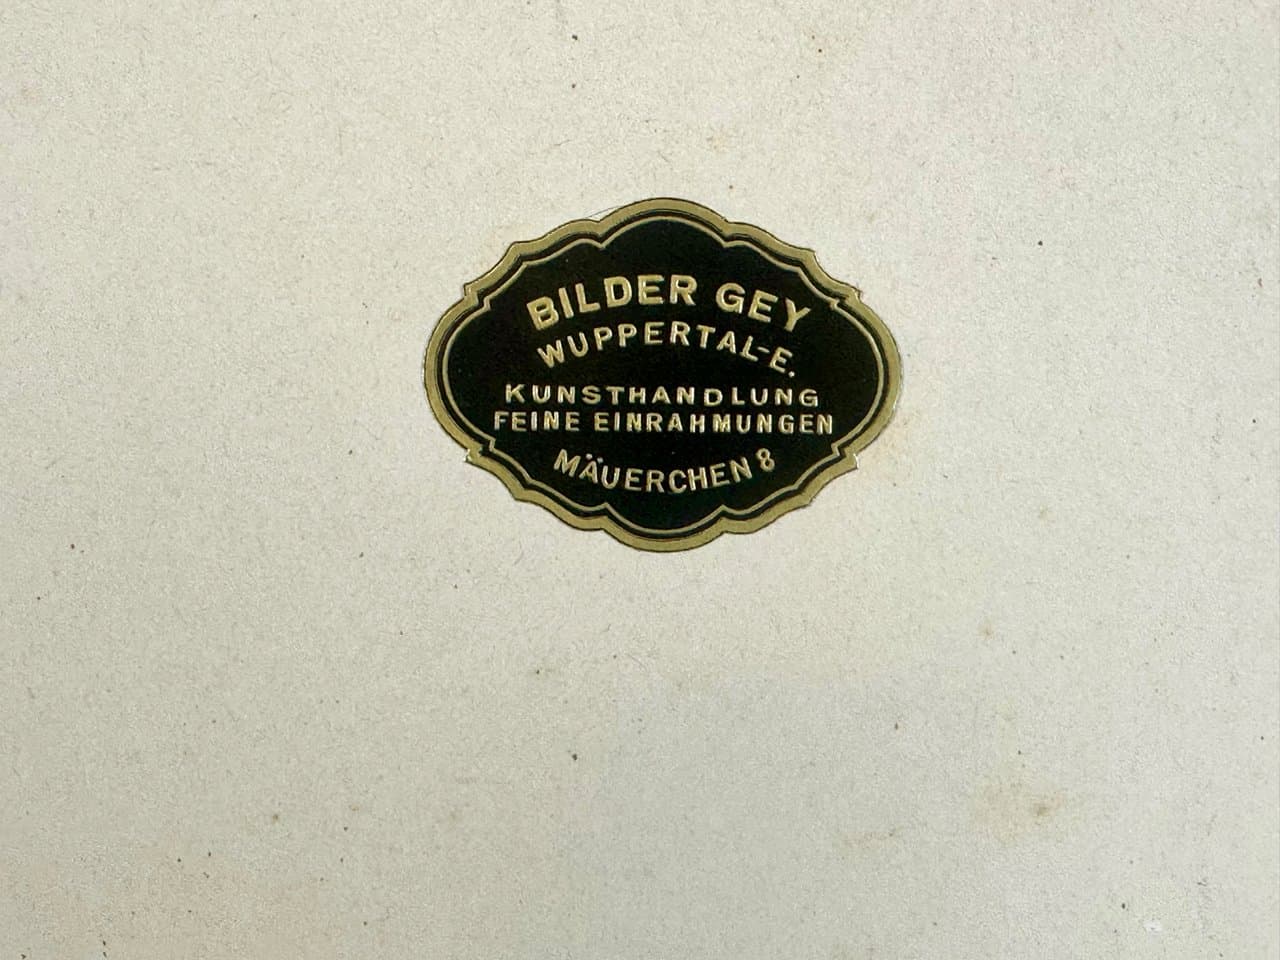 BILDER GEY
WUPPERTAL-E.
KUNSTHANDLUNG
FEINE EINRAHMUNGEN
MÄUERCHEN 8